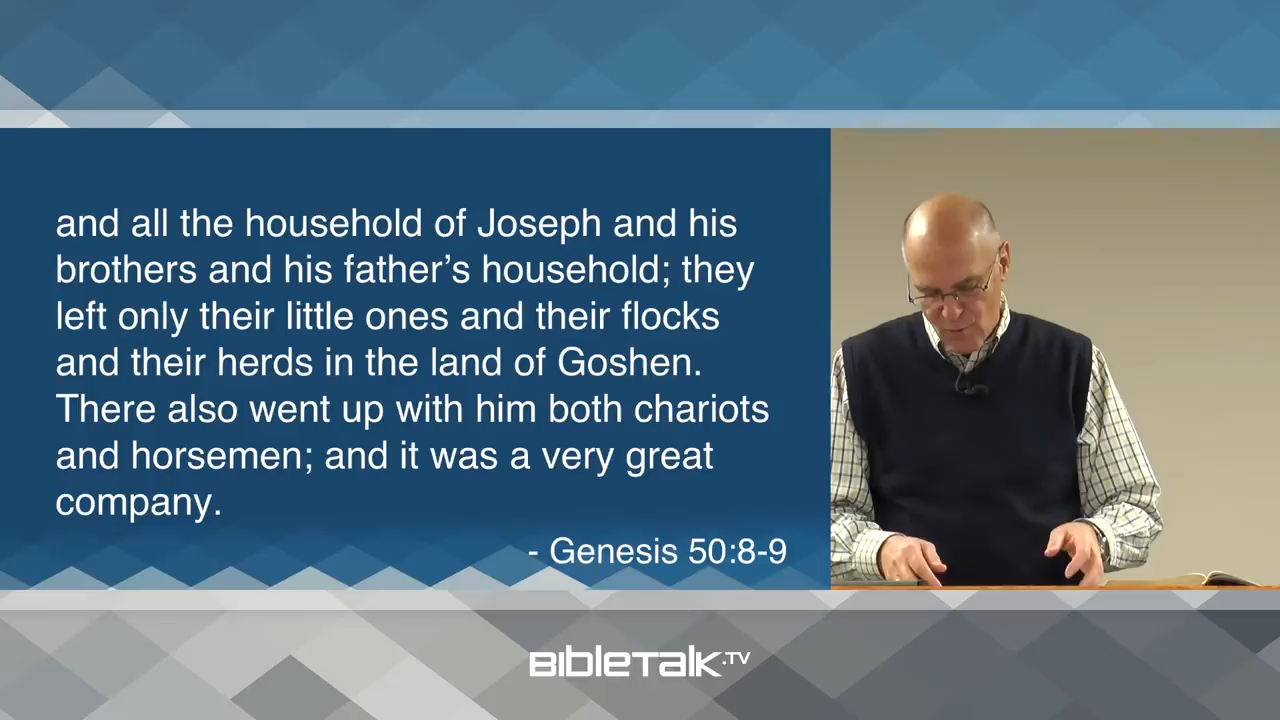 and all the household of Joseph and his
brothers and his father’s household; they
left only their little ones and their flocks
and their herds in the land of Goshen.
There also went up with him both chariots
and horsemen; and it was a very great
company.
- Genesis 50:8-9
BibleTalk.TV